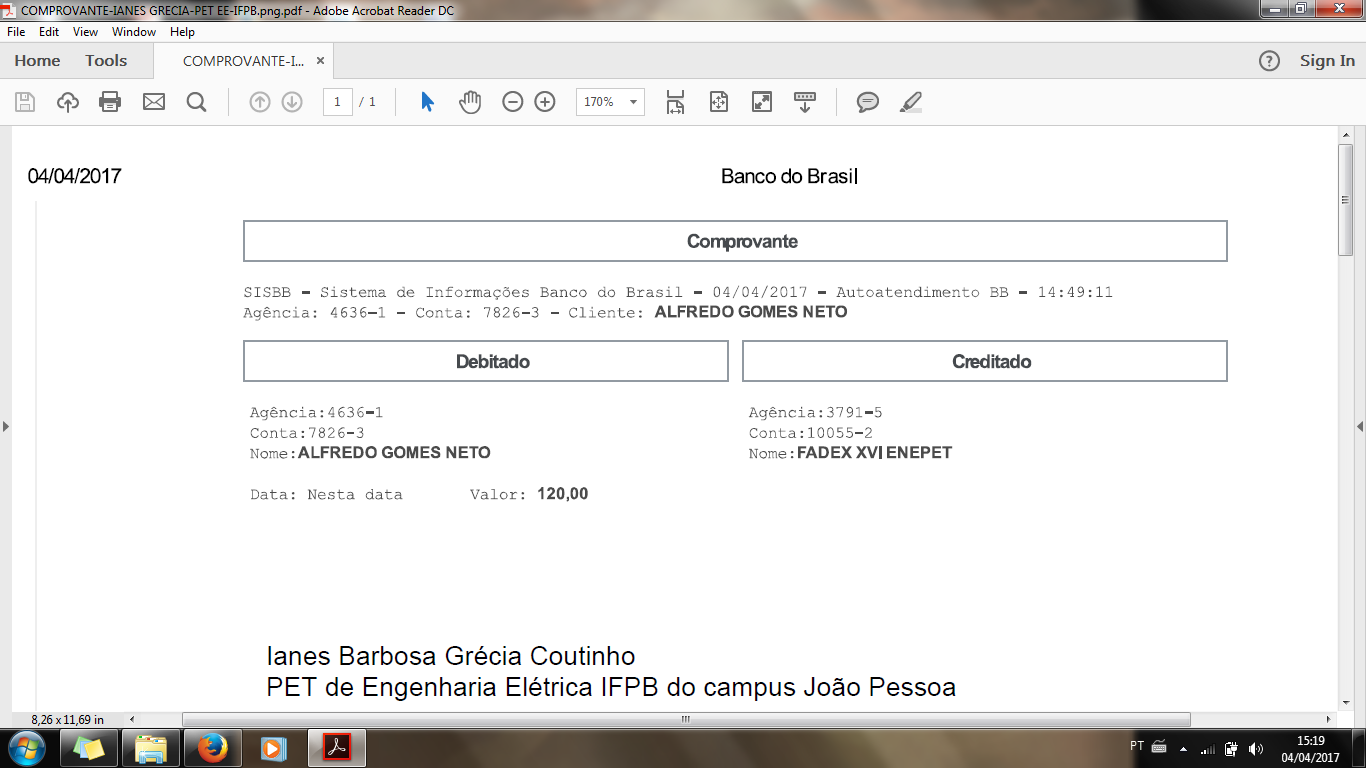 COMPROVANTE-IANES GRECIA-PET EE-IFPB.png.pdf - Adobe Acrobat Reader DC
File Edit View Window Help
Home Tools COMPROVANTE-I... × ? Sign In
1 / 1 170%
04/04/2017 Banco do Brasil
Comprovante
SISBB - Sistema de Informações Banco do Brasil - 04/04/2017 - Autoatendimento BB - 14:49:11
Agência: 4636-1 - Conta: 7826-3 - Cliente: ALFREDO GOMES NETO
Debitado Creditado
Agência:4636-1 Agência:3791-5
Conta:7826-3 Conta:10055-2
Nome:ALFREDO GOMES NETO Nome:FADEX XVI ENEPET
Data: Nesta data Valor: 120,00
Ianes Barbosa Grécia Coutinho
PET de Engenharia Elétrica IFPB do campus João Pessoa
8,26 x 11,69 in
PT 15:19
04/04/2017